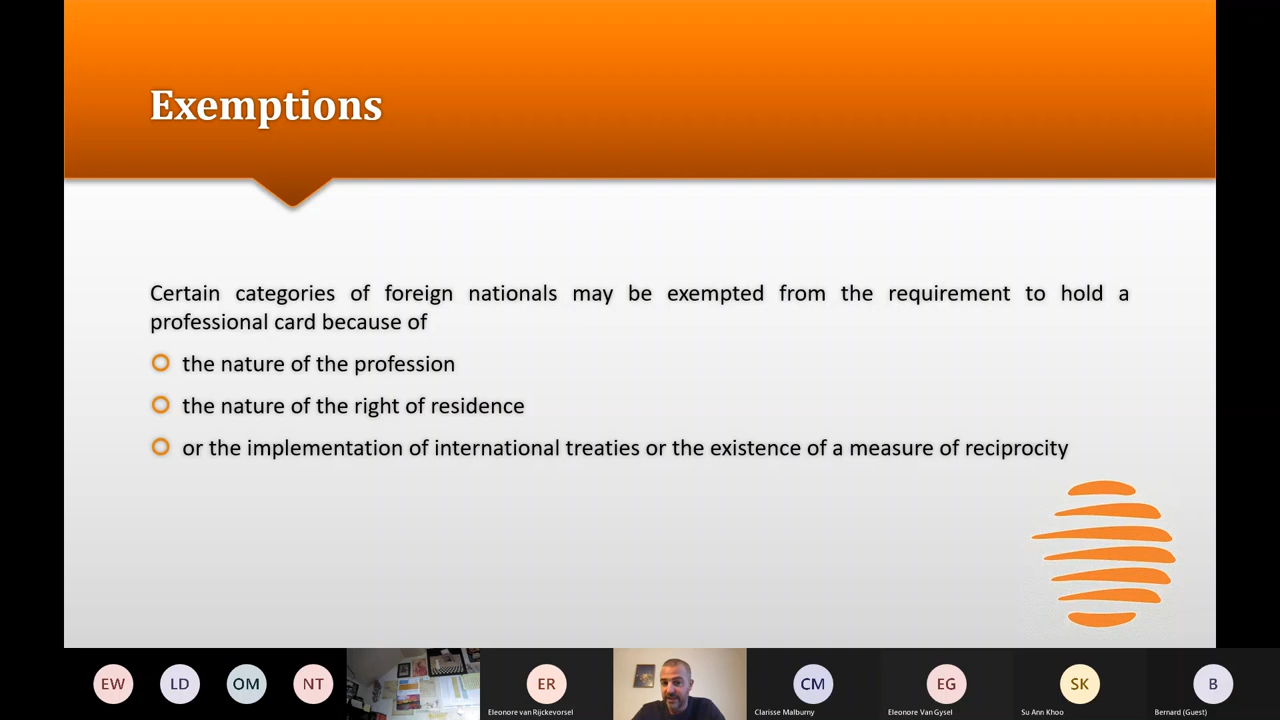 Exemptions
Certain categories of foreign nationals may be exempted from the requirement to hold a
professional card because of
the nature of the profession
the nature of the right of residence
or the implementation of international treaties or the existence of a measure of reciprocity
EW LD OM NT ER CM EG SK B
Eleonore van Rijckevorsel Clarisse Malburny Eleonore Van Gysel Su Ann Khoo Bernard (Guest)